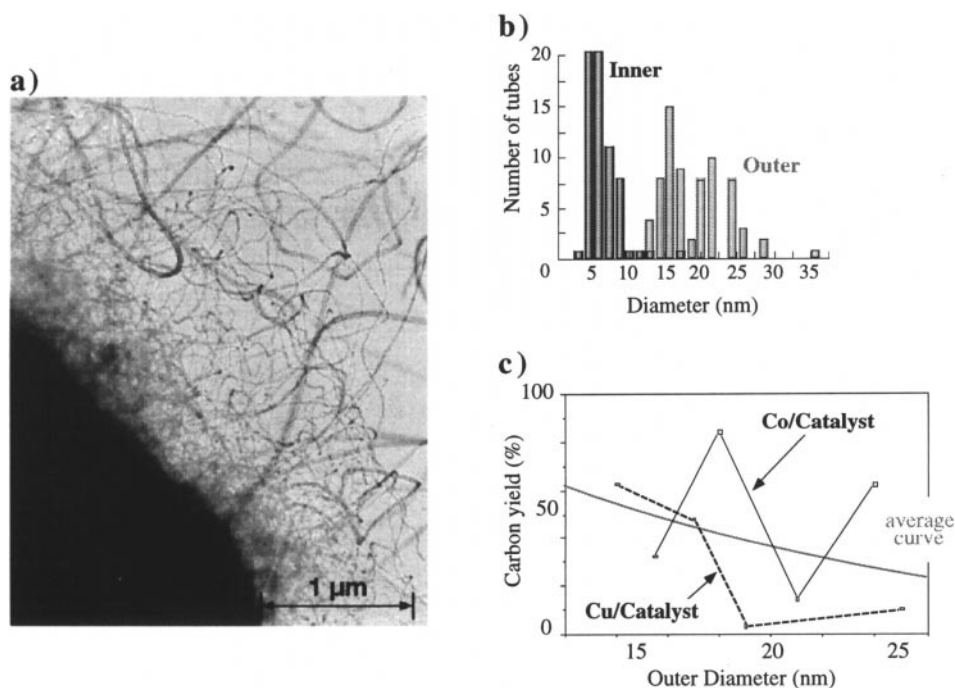 a)
1 μm
b)
Number of tubes
20
15
10
5
0
Inner
Outer
5 10 15 20 25 30 35
Diameter (nm)
c)
Carbon yield (%)
100
50
0
Co/Catalyst
average
curve
Cu/Catalyst
15 20 25
Outer Diameter (nm)